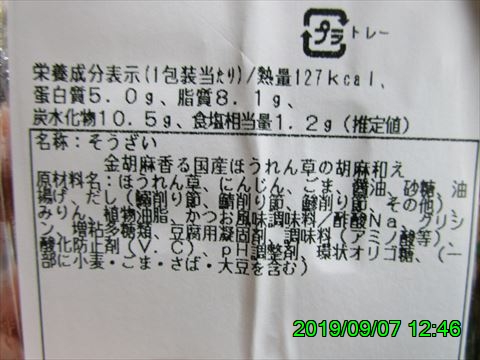 プラ トレー
栄養成分表示(1包装当たり)/熱量127kcal、
蛋白質5.0g、脂質8.1g、
炭水化物10.5g、食塩相当量1.2g(推定値)
名称:そうざい
金胡麻香る国産ほうれん草の胡麻和え
原材料名:ほうれん草、にんじん、ごま、醤油、砂糖、油
揚げ、だし(鰯削り節、鯖削り節、鰺削り節、その他)、
みりん、植物油脂、かつお風味調味料/酢酸Na、グリシ
ン、増粘多糖類、豆腐用凝固剤、調味料(アミノ酸等)、
酸化防止剤(V.C)、pH調整剤、環状オリゴ糖、(一
部に小麦・ごま・さば・大豆を含む)
2019/09/07 12:46